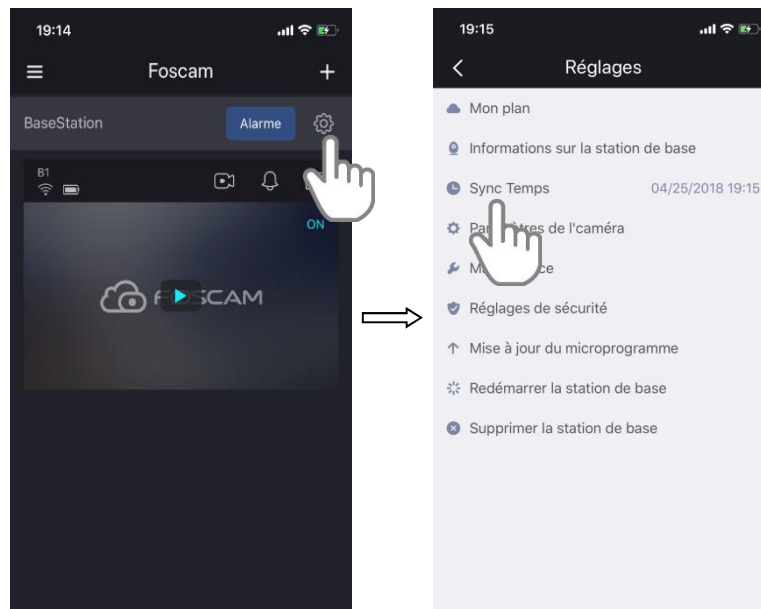 19:14
Foscam
BaseStation
Alarme
B1
ON
FOSCAM
19:15
Réglages
Mon plan
Informations sur la station de base
Sync Temps 04/25/2018 19:15
de l'caméra
Réglages de sécurité
Mise à jour du microprogramme
Redémarrer la station de base
Supprimer la station de base